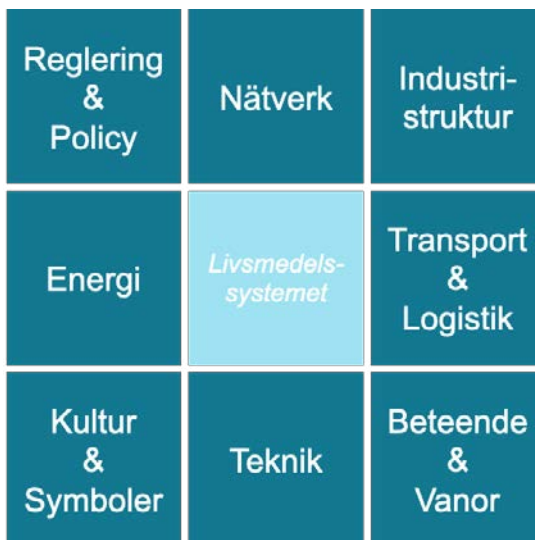 Reglering
&
Policy
Nätverk
Industri-
struktur
Energi
Livsmedels-
systemet
Transport
&
Logistik
Kultur
&
Symboler
Teknik
Beteende
&
Vanor